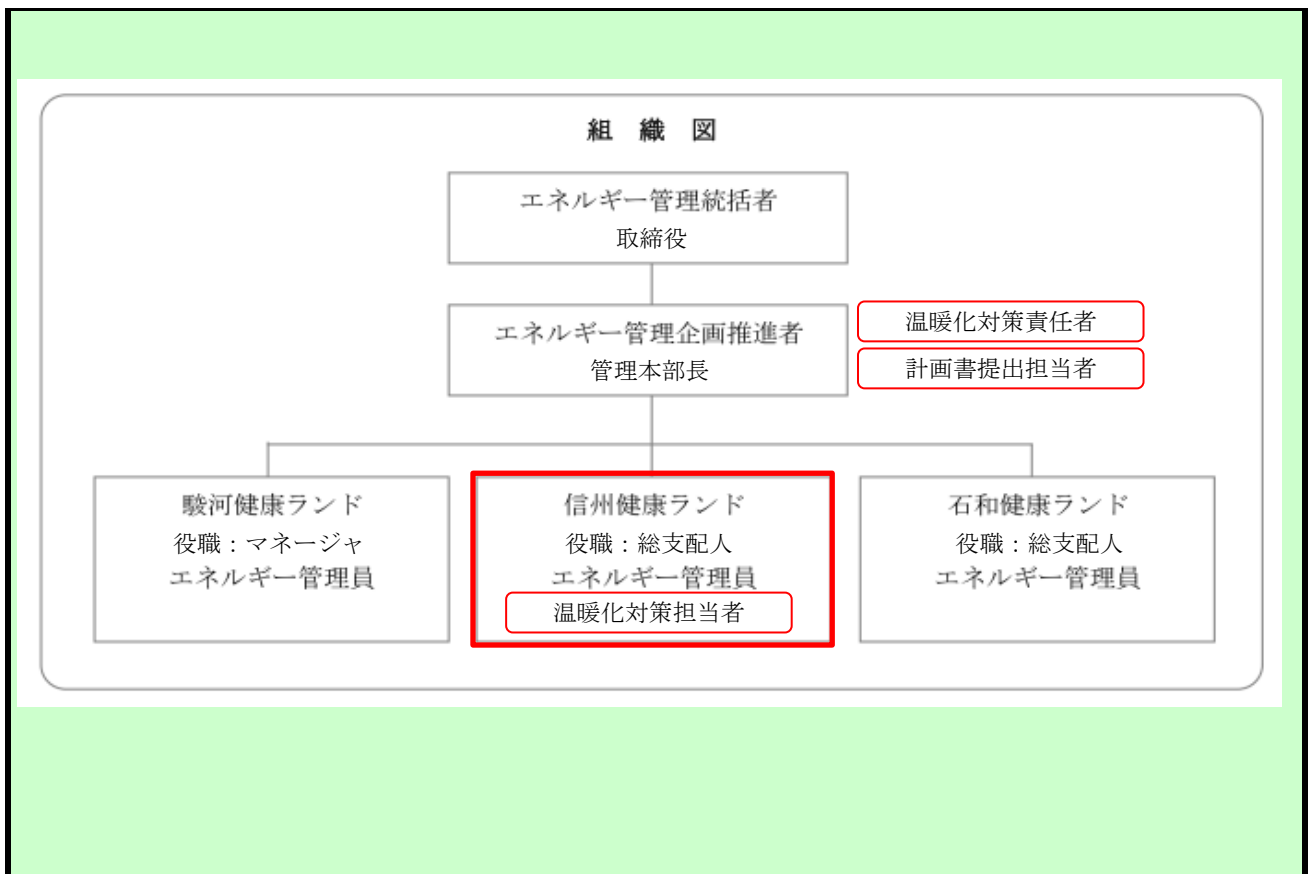 組 織 図
エネルギー管理統括者
取締役
エネルギー管理企画推進者
管理本部長
温暖化対策責任者
計画書提出担当者
駿河健康ランド
役職：マネージャ
エネルギー管理員
信州健康ランド
役職：総支配人
エネルギー管理員
温暖化対策担当者
石和健康ランド
役職：総支配人
エネルギー管理員